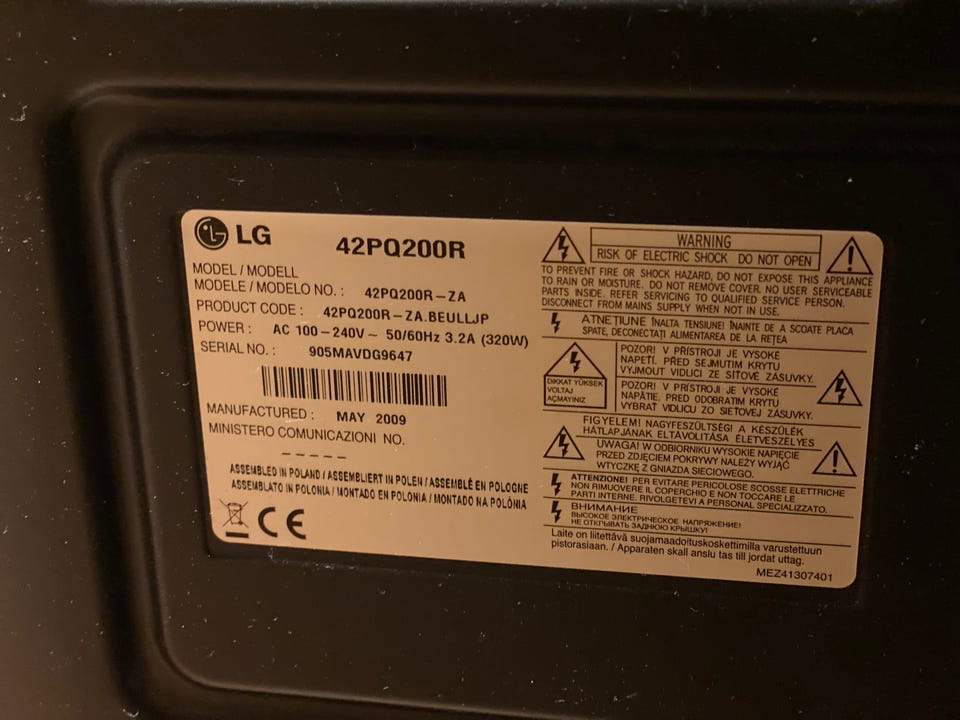 LG 42PQ200R
MODEL / MODELL
MODELE / MODELO NO. : 42PQ200R-ZA
PRODUCT CODE : 42PQ200R-ZA.BEULLJP
POWER : AC 100-240V~ 50/60Hz 3.2A (320W)
SERIAL NO. : 905MAVDG9647
MANUFACTURED : MAY 2009
MINISTERO COMUNICAZIONI NO.
- - - - -
ASSEMBLED IN POLAND / ASSEMBLIERT IN POLEN / ASSEMBLÉ EN POLOGNE
ASSEMBLATO IN POLONIA / MONTADO EN POLONIA / MONTADO NA POLÓNIA
CE
WARNING
RISK OF ELECTRIC SHOCK DO NOT OPEN
TO PREVENT FIRE OR SHOCK HAZARD, DO NOT EXPOSE THIS APPLIANCE
TO RAIN OR MOISTURE. DO NOT REMOVE COVER. NO USER SERVICEABLE
PARTS INSIDE. REFER SERVICING TO QUALIFIED SERVICE PERSON.
DISCONNECT FROM MAINS SUPPLY WHEN NOT IN USE.
ATNEŢIUNE ÎNALTA TENSIUNE! ÎNAINTE DE A SCOATE PLACA
SPATE, DECONECTAŢI ALIMENTAREA DE LA REŢEA
DIKKAT YÜKSEK
VOLTAJ
AÇMAYINIZ
POZOR! V PŘÍSTROJI JE VYSOKÉ
NAPĚTÍ. PŘED SEJMUTIM KRYTU
VYJMOUT VIDLICI ZE SÍŤOVÉ ZÁSUVKY.
POZOR! V PRÍSTROJI JE VYSOKÉ
NAPÄTIE, PRED ODOBRATIM KRYTU
VYBRAŤ VIDLICU ZO SIEŤOVEJ ZÁSUVKY.
FIGYELEM! NAGYFESZÜLTSÉG! A KÉSZÜLÉK
HÁTLAPJÁNAK ELTÁVOLÍTÁSA ÉLETVESZÉLYES
UWAGA! W ODBIORNIKU WYSOKIE NAPIĘCIE
PRZED ZDJĘCIEM POKRYWY NALEŻY WYJĄĆ
WTYCZKĘ Z GNIAZDA SIECIOWEGO.
ATTENZIONE! PER EVITARE PERICOLOSE SCOSSE ELETTRICHE
NON RIMUOVERE IL COPERCHIO E NON TOCCARE LE
PARTI INTERNE. RIVOLGETEVI A PERSONAL SPECIALIZZATO.
ВНИМАНИЕ
ВЫСОКОЕ ЭЛЕКТРИЧЕСКОЕ НАПРЯЖЕНИЕ!
НЕ ОТКРЫВАТЬ ЗАДНЮЮ КРЫШКУ!
Laite on liitettävä suojamaadoituskoskettimilla varustettuun
pistorasiaan. / Apparaten skall anslu tas till jordat uttag.
MEZ41307401